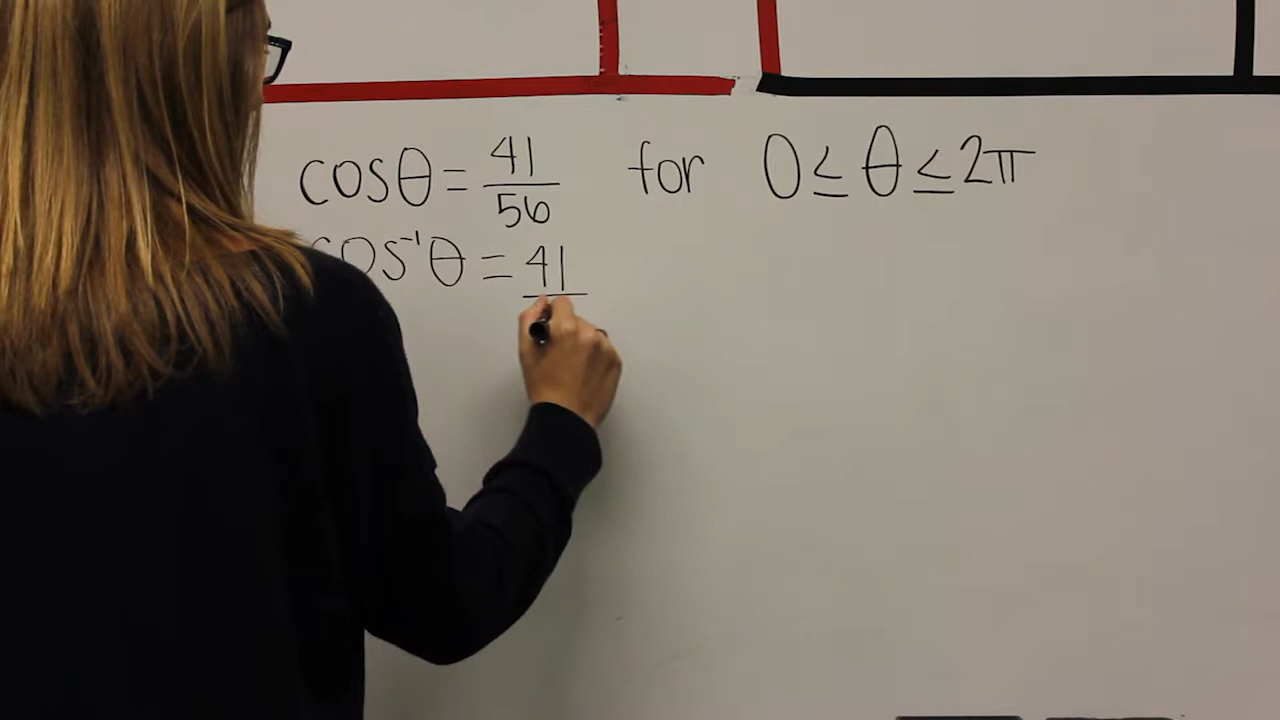 cosθ = 41/56 for 0 ≤ θ ≤ 2π
cos⁻¹θ = 41